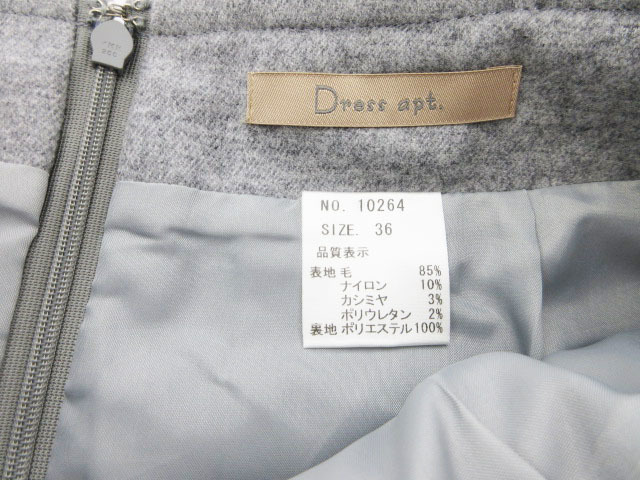 Dress apt.
NO. 10264
SIZE. 36
品質表示
表地 毛 85%
ナイロン 10%
カシミヤ 3%
ポリウレタン 2%
裏地 ポリエステル100%